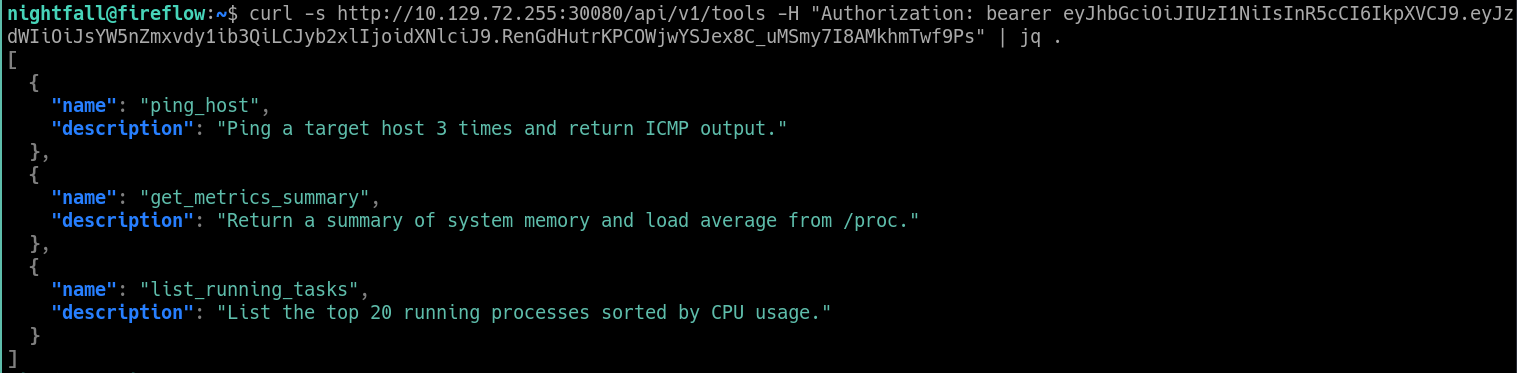 nightfall@fireflow:~$ curl -s http://10.129.72.255:30080/api/v1/tools -H "Authorization: bearer eyJhbGciOiJIUzI1NiIsInR5cCI6IkpXVCJ9.eyJz
dWIiOiJsYW5nZmxvdy1ib3QiLCJyb2xlIjoidXNlciJ9.RenGdHutrKPCOWjwYSJex8C_uMSmy7I8AMkhmTwf9Ps" | jq .
[
  {
    "name": "ping_host",
    "description": "Ping a target host 3 times and return ICMP output."
  },
  {
    "name": "get_metrics_summary",
    "description": "Return a summary of system memory and load average from /proc."
  },
  {
    "name": "list_running_tasks",
    "description": "List the top 20 running processes sorted by CPU usage."
  }
]